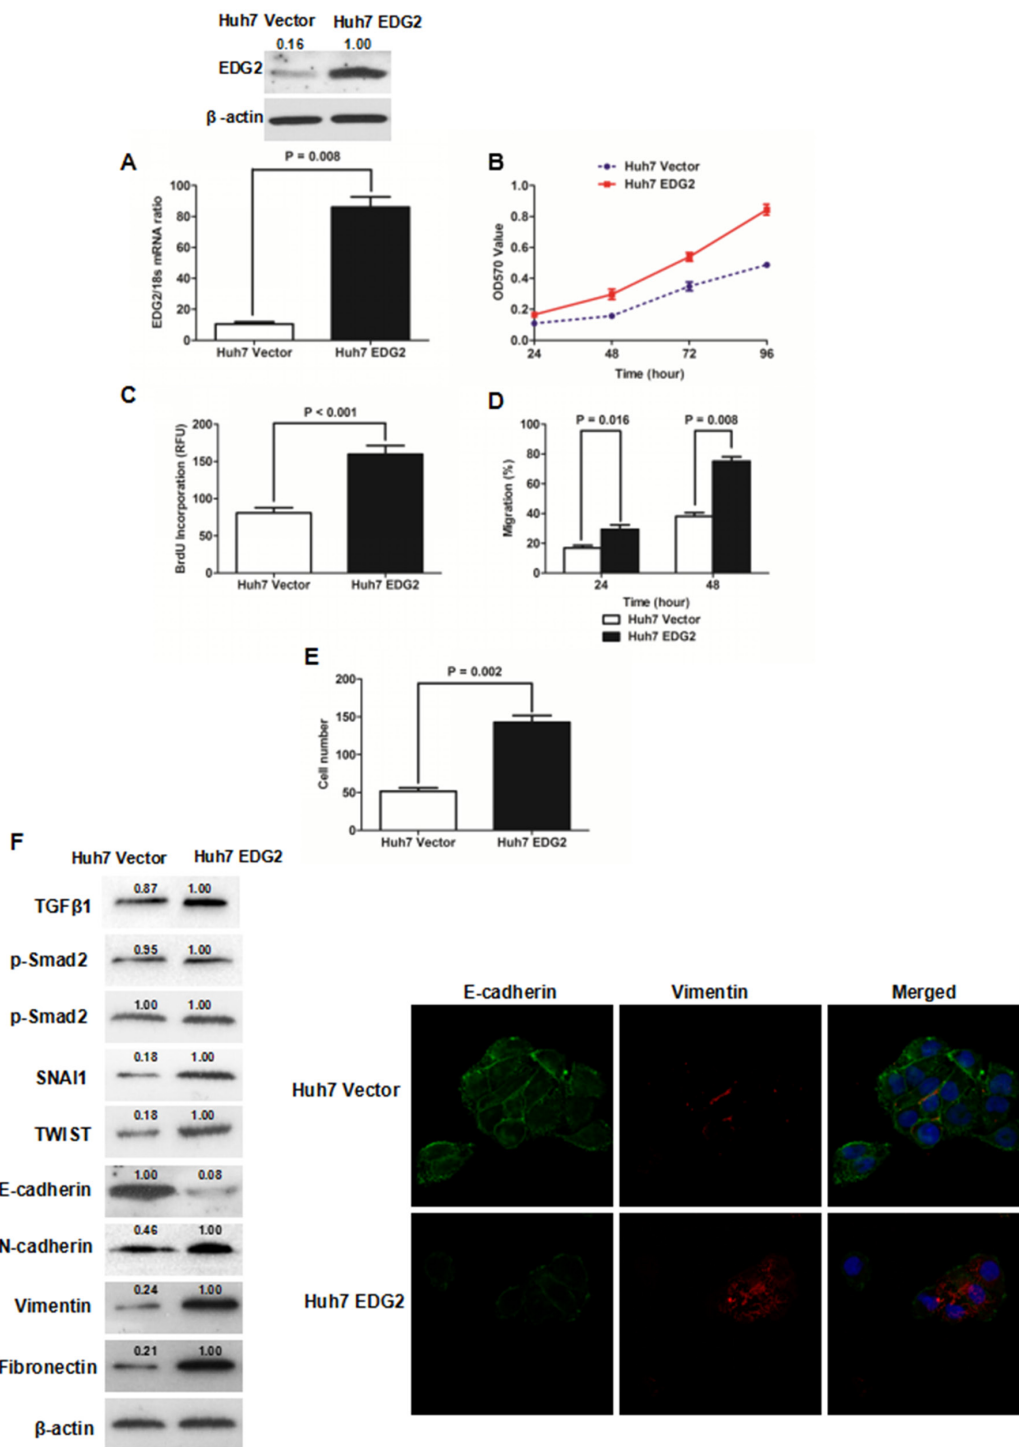 Huh7 Vector Huh7 EDG2
0.16 1.00
EDG2
β -actin
A
P = 0.008
EDG2/18s mRNA ratio
100
80
60
40
20
0
Huh7 Vector Huh7 EDG2
B
Huh7 Vector
Huh7 EDG2
OD570 Value
1.0
0.8
0.6
0.4
0.2
0.0
24 48 72 96
Time (hour)
C
P < 0.001
BrdU Incorporation (RFU)
200
150
100
50
0
Huh7 Vector Huh7 EDG2
D
P = 0.016 P = 0.008
Migration (%)
100
80
60
40
20
0
24 48
Time (hour)
Huh7 Vector
Huh7 EDG2
E
P = 0.002
Cell number
200
150
100
50
0
Huh7 Vector Huh7 EDG2
F
Huh7 Vector Huh7 EDG2
0.87 1.00
TGFβ1
0.95 1.00
p-Smad2
1.00 1.00
p-Smad2
0.18 1.00
SNAI1
0.18 1.00
TWIST
1.00 0.08
E-cadherin
0.46 1.00
N-cadherin
0.24 1.00
Vimentin
0.21 1.00
Fibronectin
β-actin
E-cadherin Vimentin Merged
Huh7 Vector
Huh7 EDG2